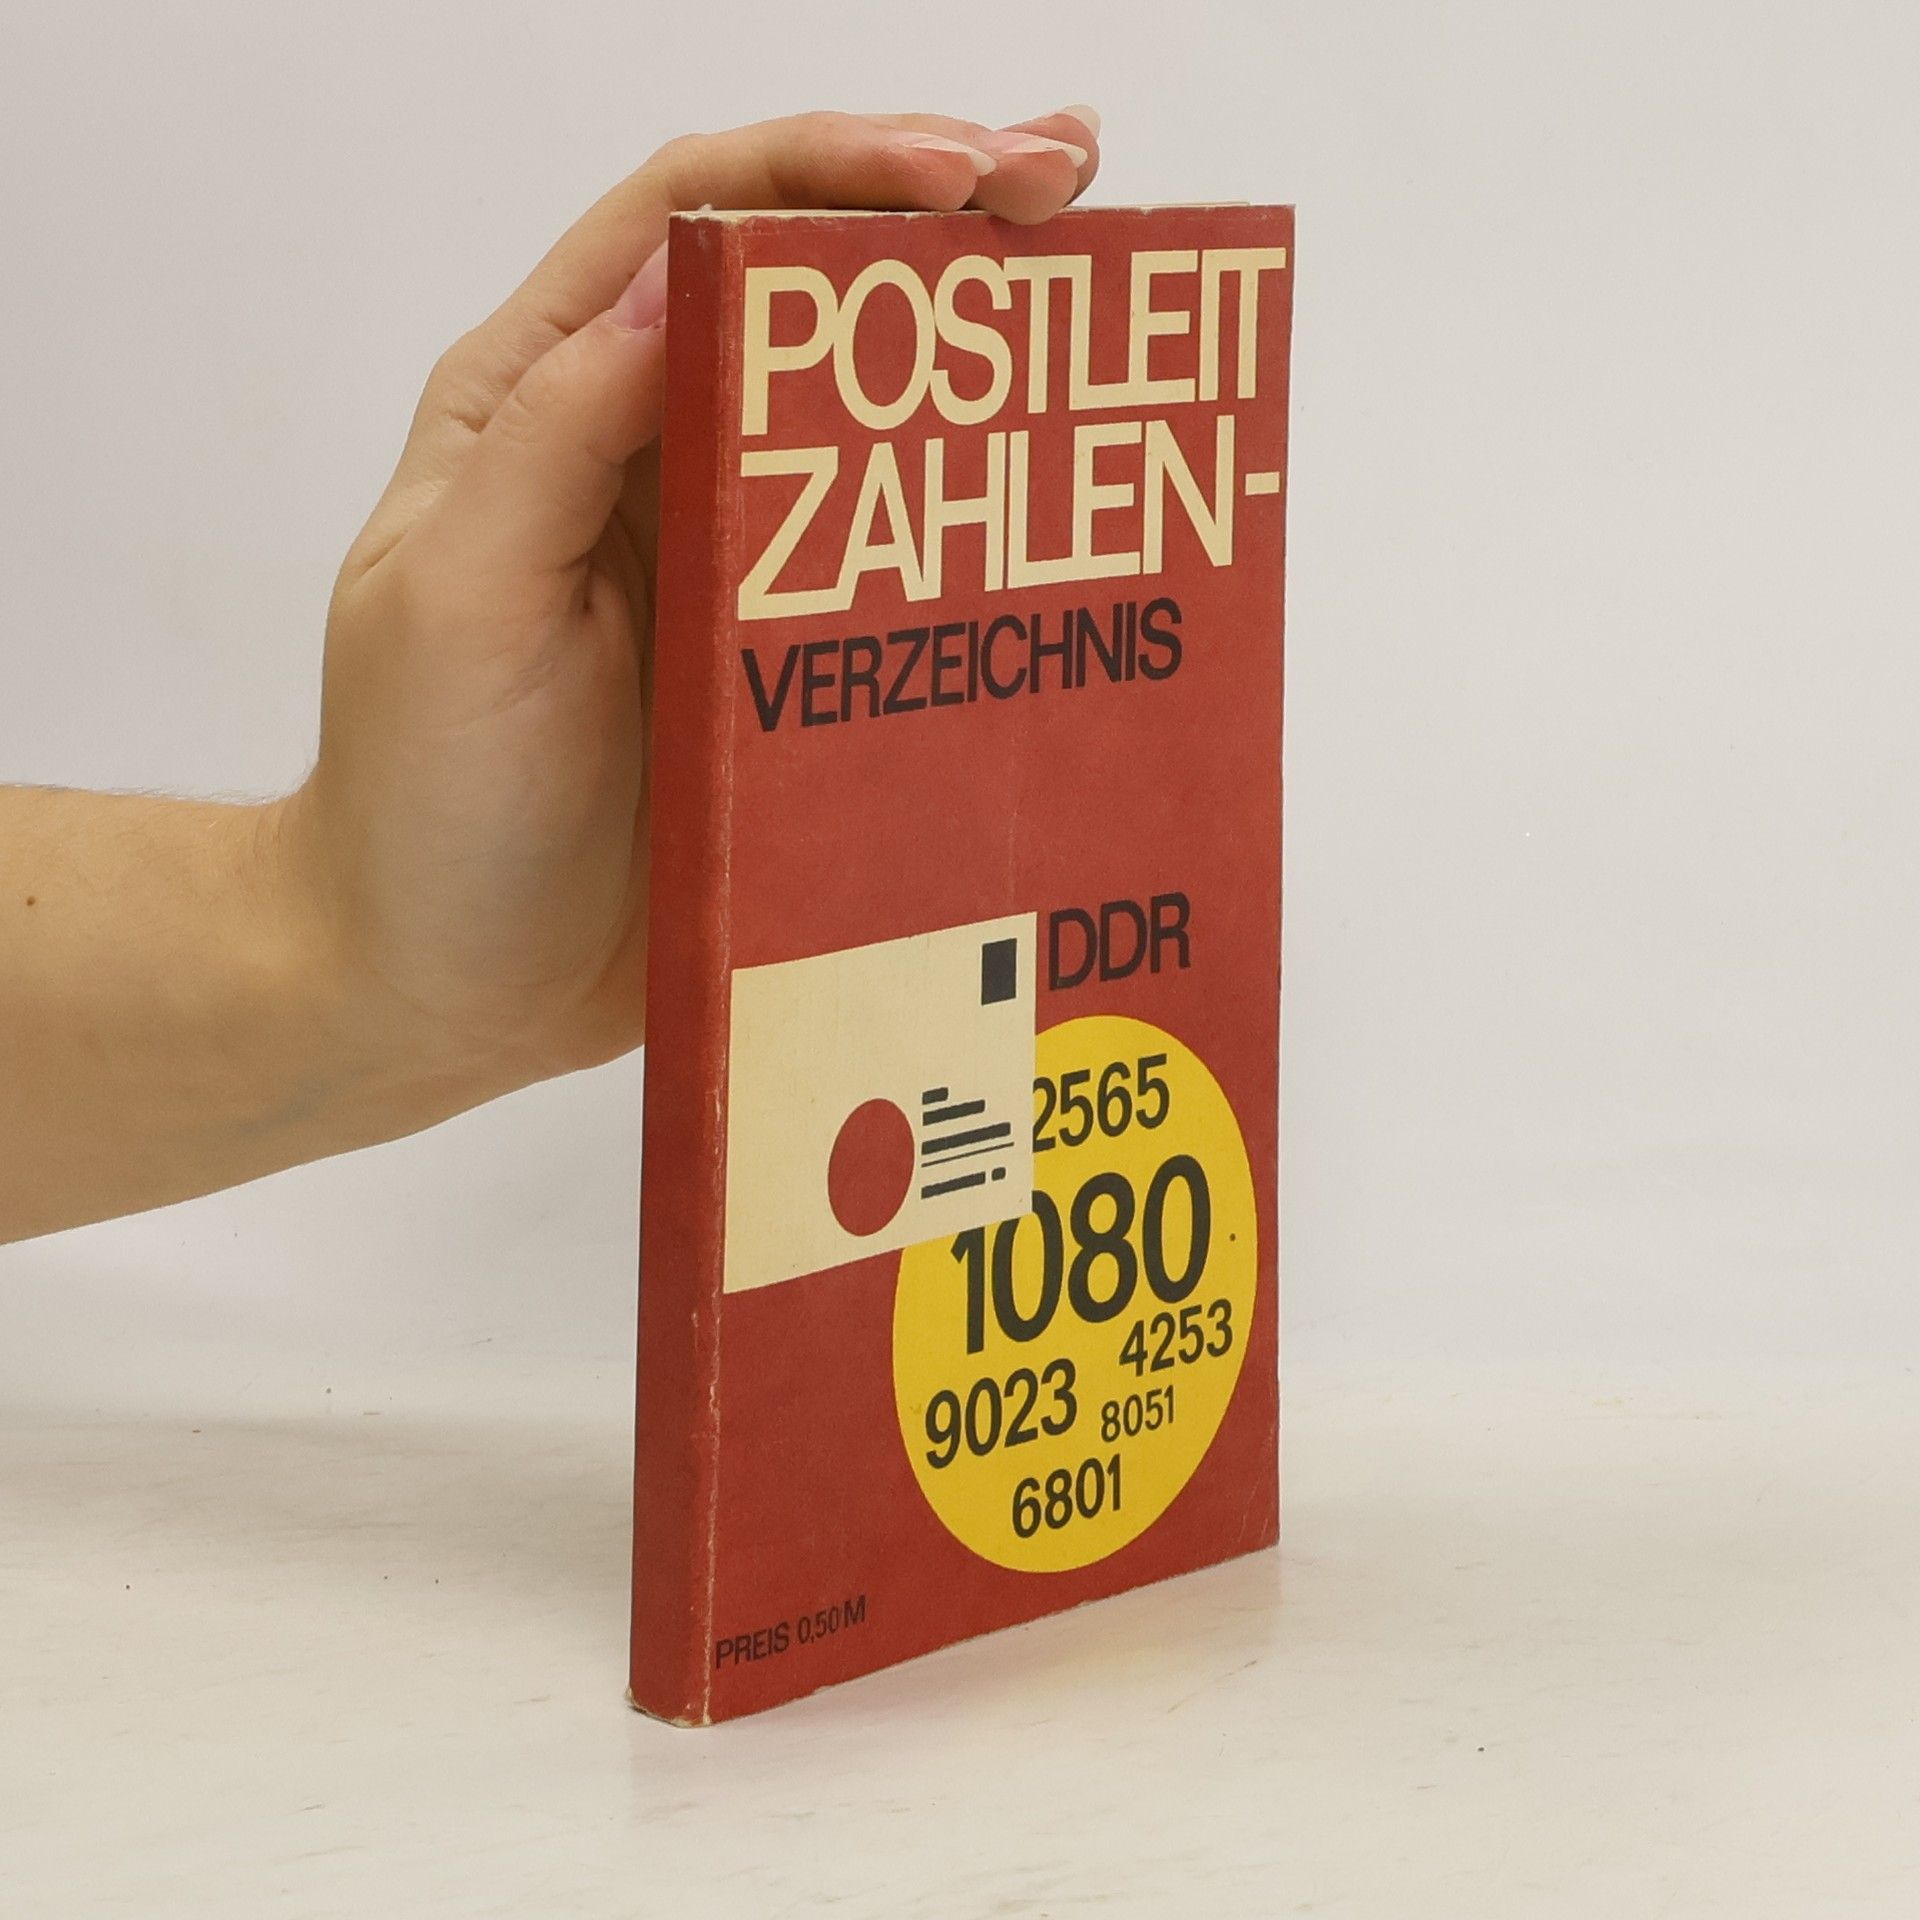 POSTLEIT
ZAHLEN-
VERZEICHNIS
DDR
2565
1080
4253
9023
8051
6801
PREIS 0,50 M